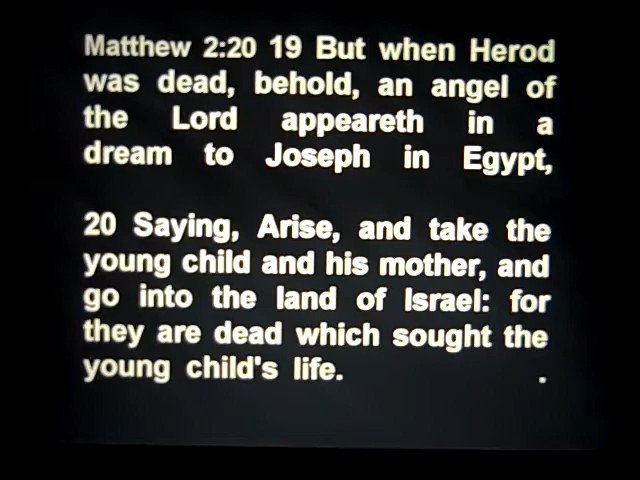 Matthew 2:20 19 But when Herod
was dead, behold, an angel of
the Lord appeareth in a
dream to Joseph in Egypt,
20 Saying, Arise, and take the
young child and his mother, and
go into the land of Israel: for
they are dead which sought the
young child's life. .